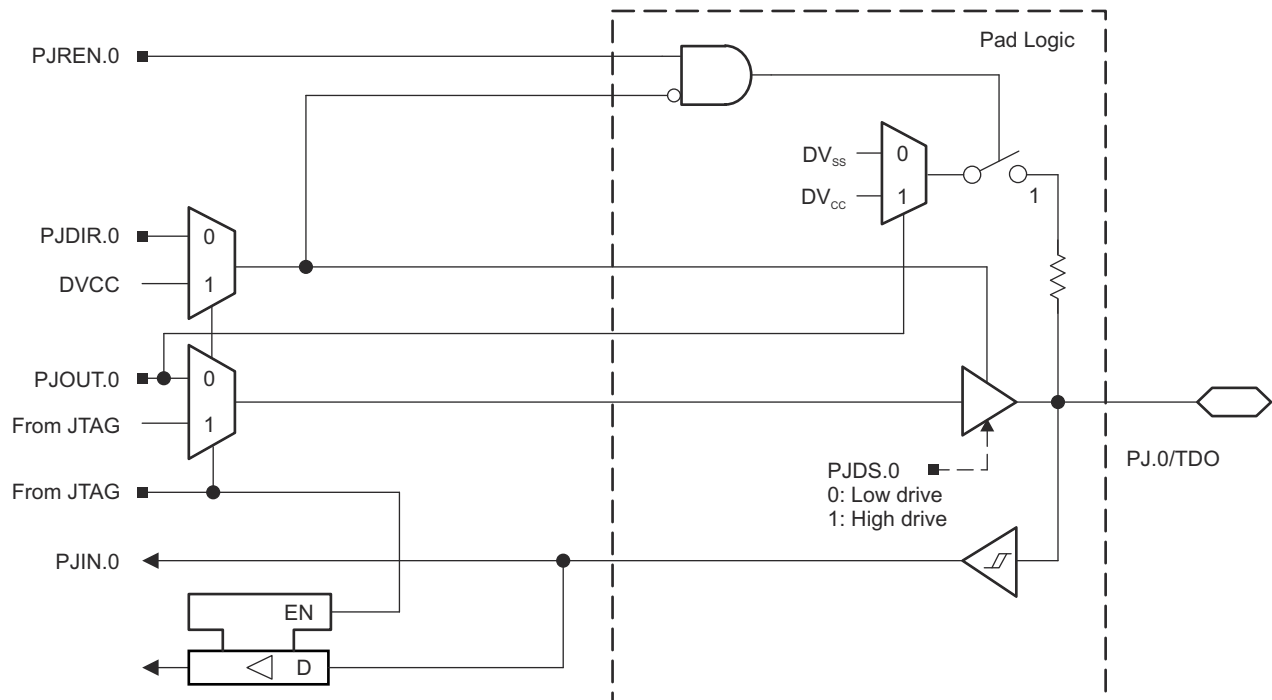 Pad Logic
PJREN.0
DVSS
0
DVCC
1
1
PJDIR.0
0
DVCC
1
PJOUT.0
0
From JTAG
1
PJ.0/TDO
PJDS.0
0: Low drive
1: High drive
From JTAG
PJIN.0
EN
D